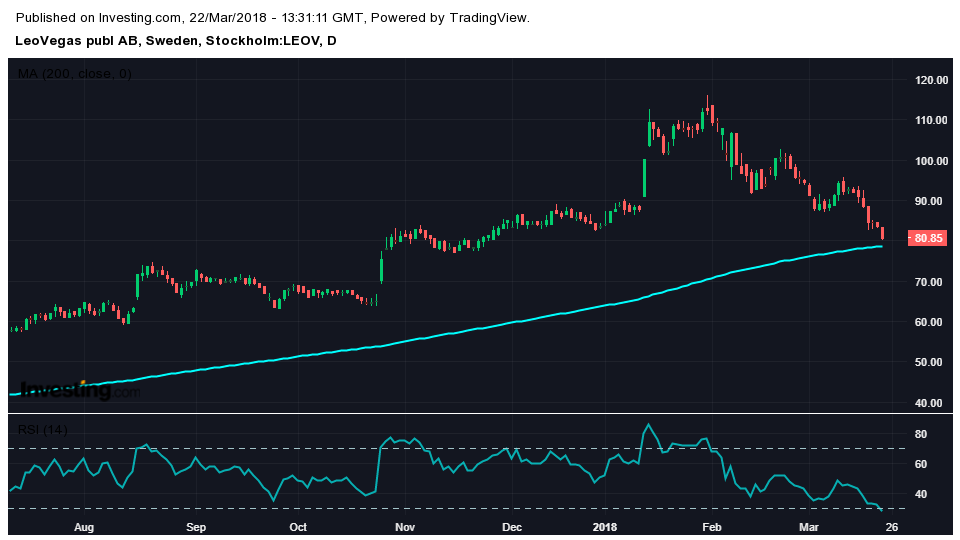 Published on Investing.com, 22/Mar/2018 - 13:31:11 GMT, Powered by TradingView.
LeoVegas publ AB, Sweden, Stockholm:LEOV, D
MA (200, close, 0)
120.00
110.00
100.00
90.00
80.85
70.00
60.00
50.00
40.00
Investing.com
RSI (14)
80
60
40
Aug Sep Oct Nov Dec 2018 Feb Mar 26